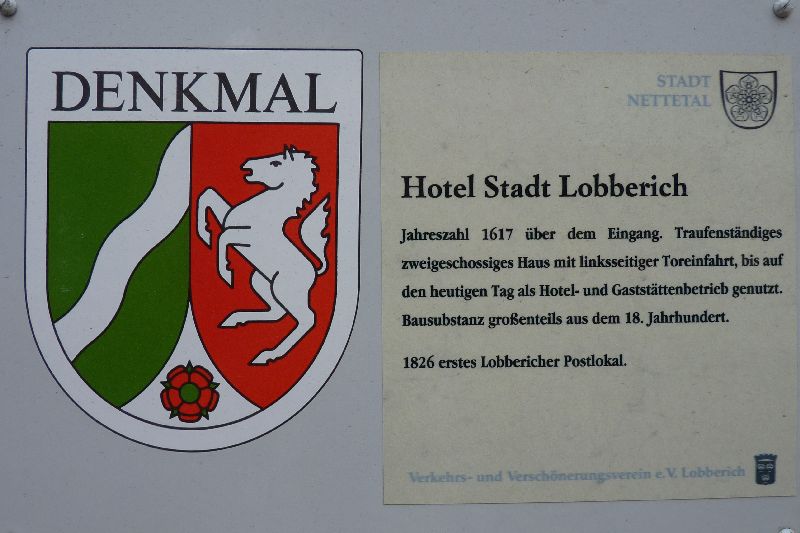 DENKMAL
STADT
NETTETAL
Hotel Stadt Lobberich
Jahreszahl 1617 über dem Eingang. Traufenständiges
zweigeschossiges Haus mit linksseitiger Toreinfahrt, bis auf
den heutigen Tag als Hotel- und Gaststättenbetrieb genutzt.
Bausubstanz großenteils aus dem 18. Jahrhundert.
1826 erstes Lobbericher Postlokal.
Verkehrs- und Verschönerungsverein e.V. Lobberich